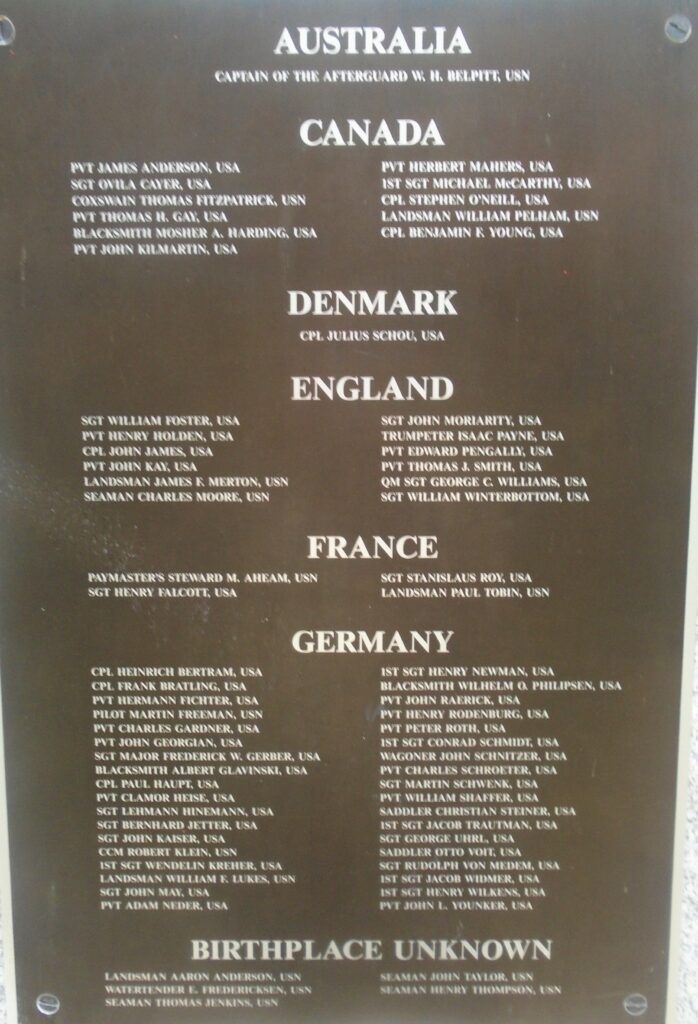 AUSTRALIA
CAPTAIN OF THE AFTERGUARD W. H. BELPITT, USN
CANADA
PVT JAMES ANDERSON, USA
SGT OVILA CAYER, USA
COXSWAIN THOMAS FITZPATRICK, USN
PVT THOMAS H. GAY, USA
BLACKSMITH MOSHER A. HARDING, USA
PVT JOHN KILMARTIN, USA
PVT HERBERT MAHERS, USA
1ST SGT MICHAEL McCARTHY, USA
CPL STEPHEN O'NEILL, USA
LANDSMAN WILLIAM PELHAM, USN
CPL BENJAMIN F. YOUNG, USA
DENMARK
CPL JULIUS SCHOU, USA
ENGLAND
SGT WILLIAM FOSTER, USA
PVT HENRY HOLDEN, USA
CPL JOHN JAMES, USA
PVT JOHN KAY, USA
LANDSMAN JAMES F. MERTON, USN
SEAMAN CHARLES MOORE, USN
SGT JOHN MORIARITY, USA
TRUMPETER ISAAC PAYNE, USA
PVT EDWARD PENGALLY, USA
PVT THOMAS J. SMITH, USA
QM SGT GEORGE C. WILLIAMS, USA
SGT WILLIAM WINTERBOTTOM, USA
FRANCE
PAYMASTER'S STEWARD M. AHEAM, USN
SGT HENRY FALCOTT, USA
SGT STANISLAUS ROY, USA
LANDSMAN PAUL TOBIN, USN
GERMANY
CPL HEINRICH BERTRAM, USA
CPL FRANK BRATLING, USA
PVT HERMANN FICHTER, USA
PILOT MARTIN FREEMAN, USN
PVT CHARLES GARDNER, USA
PVT JOHN GEORGIAN, USA
SGT MAJOR FREDERICK W. GERBER, USA
BLACKSMITH ALBERT GLAVINSKI, USA
CPL PAUL HAUPT, USA
PVT CLAMOR HEISE, USA
SGT LEHMANN HINEMANN, USA
SGT BERNHARD JETTER, USA
SGT JOHN KAISER, USA
CCM ROBERT KLEIN, USN
1ST SGT WENDELIN KREHER, USA
LANDSMAN WILLIAM F. LUKES, USN
SGT JOHN MAY, USA
PVT ADAM NEDER, USA
1ST SGT HENRY NEWMAN, USA
BLACKSMITH WILHELM O. PHILIPSEN, USA
PVT JOHN RAERICK, USA
PVT HENRY RODENBURG, USA
PVT PETER ROTH, USA
1ST SGT CONRAD SCHMIDT, USA
WAGONER JOHN SCHNITZER, USA
PVT CHARLES SCHROETER, USA
SGT MARTIN SCHWENK, USA
PVT WILLIAM SHAFFER, USA
SADDLER CHRISTIAN STEINER, USA
1ST SGT JACOB TRAUTMAN, USA
SGT GEORGE UHRL, USA
SADDLER OTTO VOIT, USA
SGT RUDOLPH VON MEDEM, USA
1ST SGT JACOB WIDMER, USA
1ST SGT HENRY WILKENS, USA
PVT JOHN L. YOUNKER, USA
BIRTHPLACE UNKNOWN
LANDSMAN AARON ANDERSON, USN
WATERTENDER E. FREDERICKSEN, USN
SEAMAN THOMAS JENKINS, USN
SEAMAN JOHN TAYLOR, USN
SEAMAN HENRY THOMPSON, USN